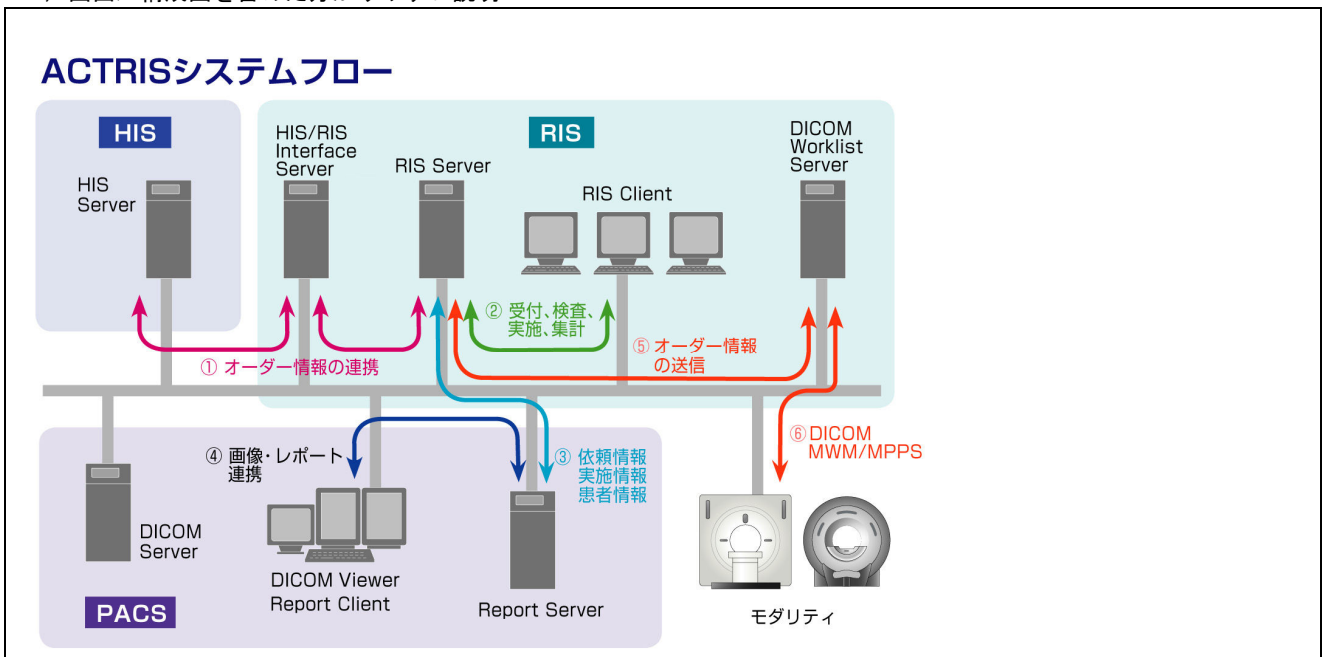 ACTRISシステムフロー
HIS
HIS
Server
RIS
HIS/RIS
Interface
Server
RIS Server
RIS Client
DICOM
Worklist
Server
① オーダー情報の連携
② 受付、検査、
実施、集計
⑤ オーダー情報
の送信
④ 画像・レポート
連携
③ 依頼情報
実施情報
患者情報
⑥DICOM
MWM/MPPS
DICOM
Server
DICOM Viewer
Report Client
Report Server
PACS
モダリティ